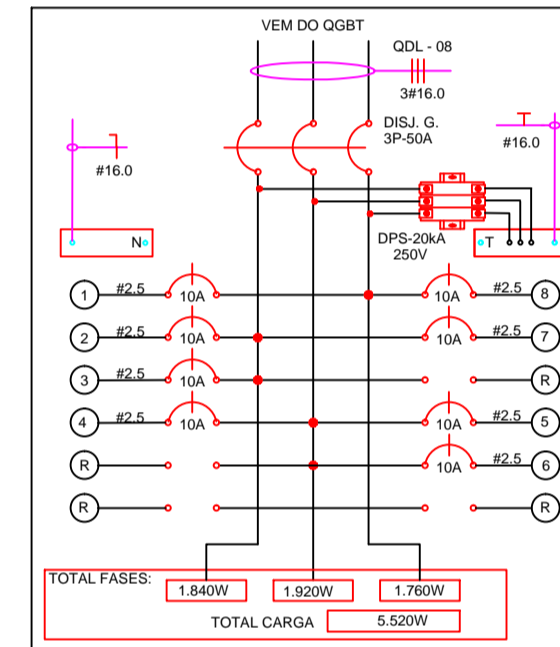 VEM DO QGBT
QDL - 08
3#16.0
DISJ. G.
3P-50A
#16.0
#16.0
N
DPS-20kA
250V
T
1 #2.5 10A 10A #2.5 8
2 #2.5 10A 10A #2.5 7
3 #2.5 10A R
4 #2.5 10A 10A #2.5 5
R 10A #2.5 6
R R
TOTAL FASES: 1.840W 1.920W 1.760W
TOTAL CARGA 5.520W